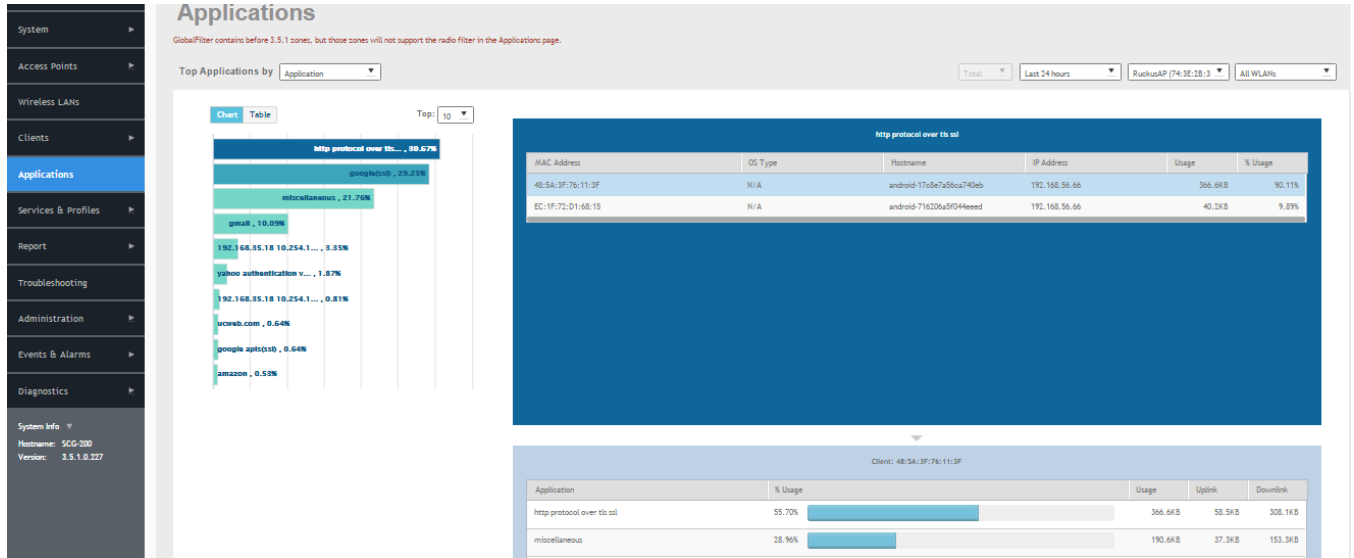 Applications
GlobalFilter contains before 3.5.1 zones, but those zones will not support the radio filter in the Applications page.
Top Applications by Application Total Last 24 hours RuckusAP (74:3E:2B:3 All WLANs
System
Access Points
Wireless LANs
Clients
Applications
Services & Profiles
Report
Troubleshooting
Administration
Events & Alarms
Diagnostics
System Info
Hostname: SCG-200
Version: 3.5.1.0.227
Chart Table Top: 10
http protocol over tls... , 30.67%
google(ssl) , 29.23%
miscellaneous , 21.76%
gmail , 10.09%
192.168.35.18 10.254.1... , 3.35%
yahoo authentication v... , 1.87%
192.168.35.18 10.254.1... , 0.81%
ucweb.com , 0.64%
google apis(ssl) , 0.64%
amazon , 0.53%
http protocol over tls ssl
MAC Address OS Type Hostname IP Address Usage % Usage
48:5A:3F:76:11:3F N/A android-17c8e7a56ca740eb 192.168.56.66 366.6KB 90.11%
EC:1F:72:D1:68:15 N/A android-716206a5f044eeed 192.168.56.66 40.2KB 9.89%
Client: 48:5A:3F:76:11:3F
Application % Usage Usage Uplink Downlink
http protocol over tls ssl 55.70% 366.6KB 58.5KB 308.1KB
miscellaneous 28.96% 190.6KB 37.3KB 153.3KB